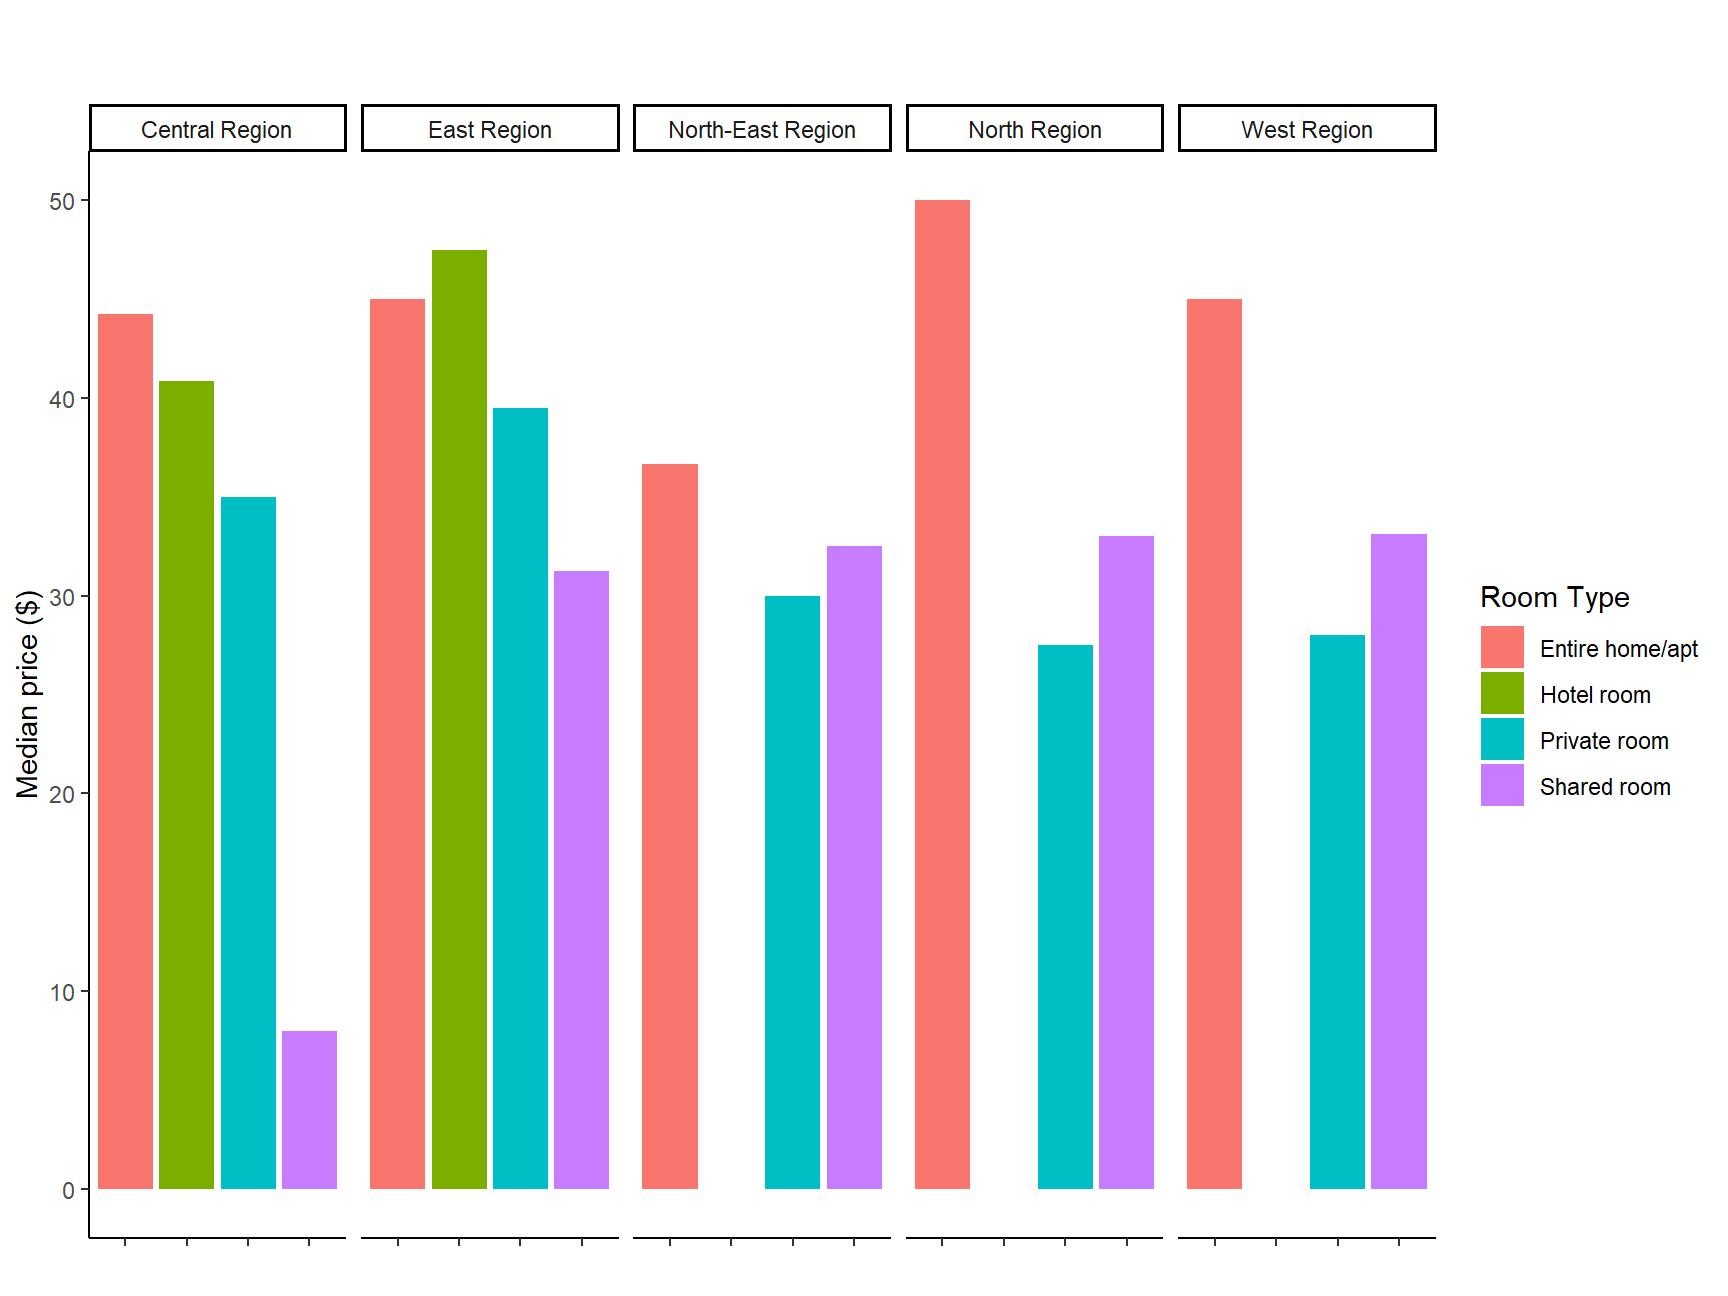 Central Region
East Region
North-East Region
North Region
West Region
50
40
30
20
10
0
Median price ($)
Room Type
Entire home/apt
Hotel room
Private room
Shared room